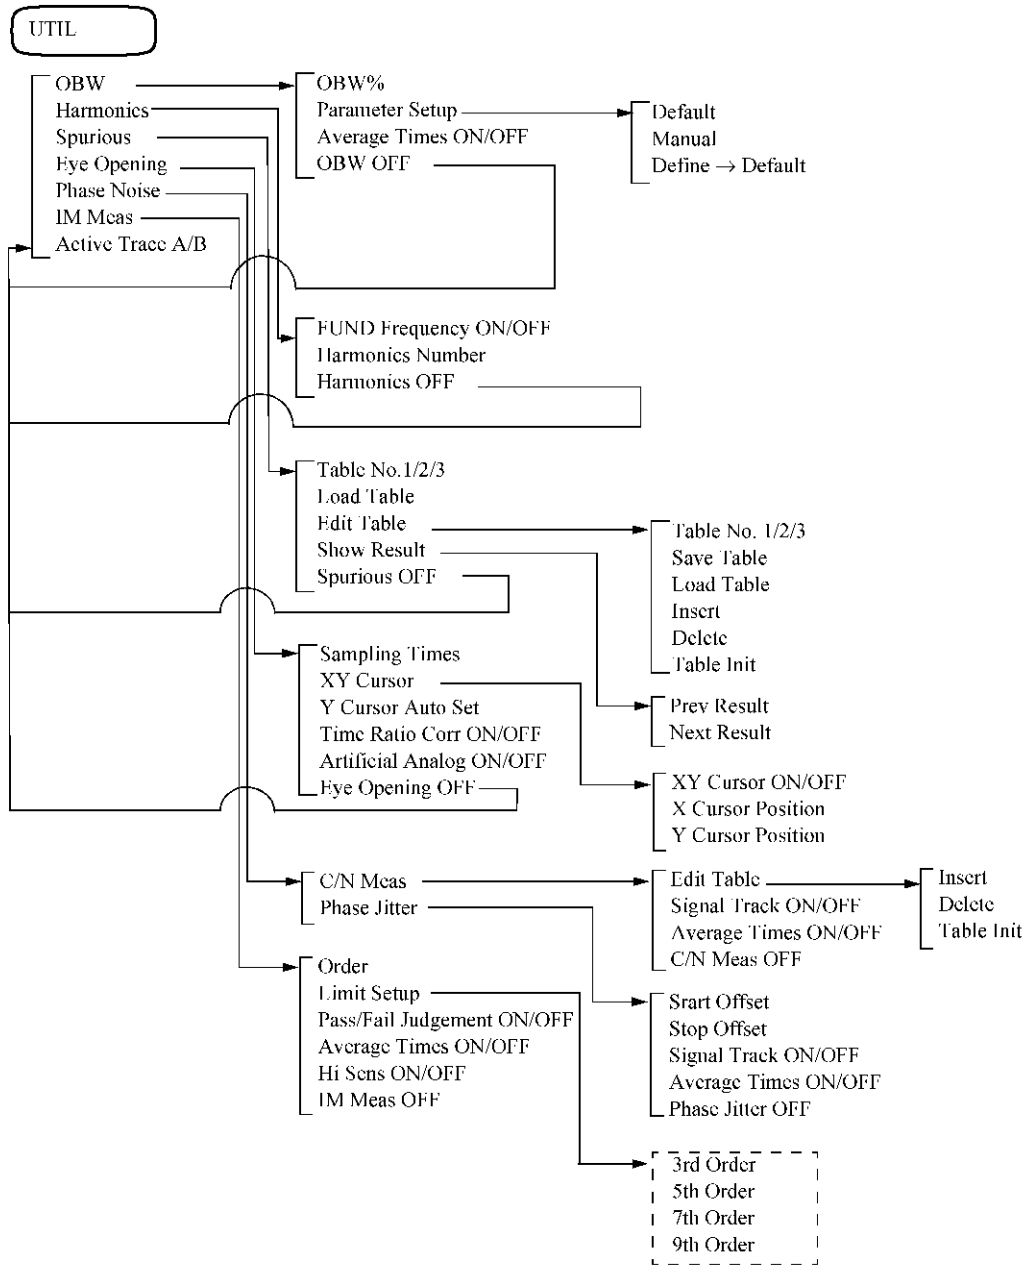 UTIL
OBW
Harmonics
Spurious
Eye Opening
Phase Noise
IM Meas
Active Trace A/B
OBW%
Parameter Setup
Average Times ON/OFF
OBW OFF
Default
Manual
Define → Default
FUND Frequency ON/OFF
Harmonics Number
Harmonics OFF
Table No.1/2/3
Load Table
Edit Table
Show Result
Spurious OFF
Table No. 1/2/3
Save Table
Load Table
Insert
Delete
Table Init
Prev Result
Next Result
Sampling Times
XY Cursor
Y Cursor Auto Set
Time Ratio Corr ON/OFF
Artificial Analog ON/OFF
Eye Opening OFF
XY Cursor ON/OFF
X Cursor Position
Y Cursor Position
C/N Meas
Phase Jitter
Edit Table
Signal Track ON/OFF
Average Times ON/OFF
C/N Meas OFF
Insert
Delete
Table Init
Order
Limit Setup
Pass/Fail Judgement ON/OFF
Average Times ON/OFF
Hi Sens ON/OFF
IM Meas OFF
Srart Offset
Stop Offset
Signal Track ON/OFF
Average Times ON/OFF
Phase Jitter OFF
3rd Order
5th Order
7th Order
9th Order